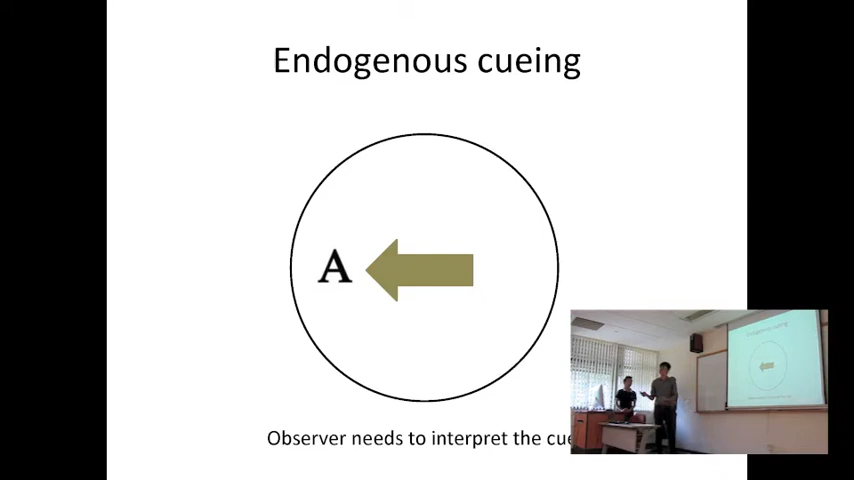 Endogenous cueing
A
Observer needs to interpret the cue